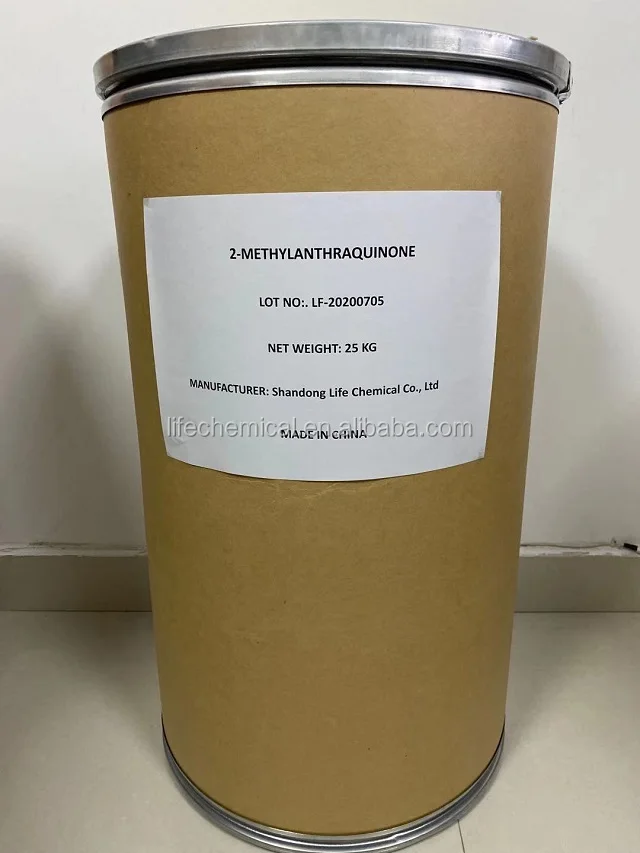 2-METHYLANTHRAQUINONE
LOT NO:. LF-20200705
NET WEIGHT: 25 KG
MANUFACTURER: Shandong Life Chemical Co., Ltd
lifechemical.en.alibaba.com
MADE IN CHINA